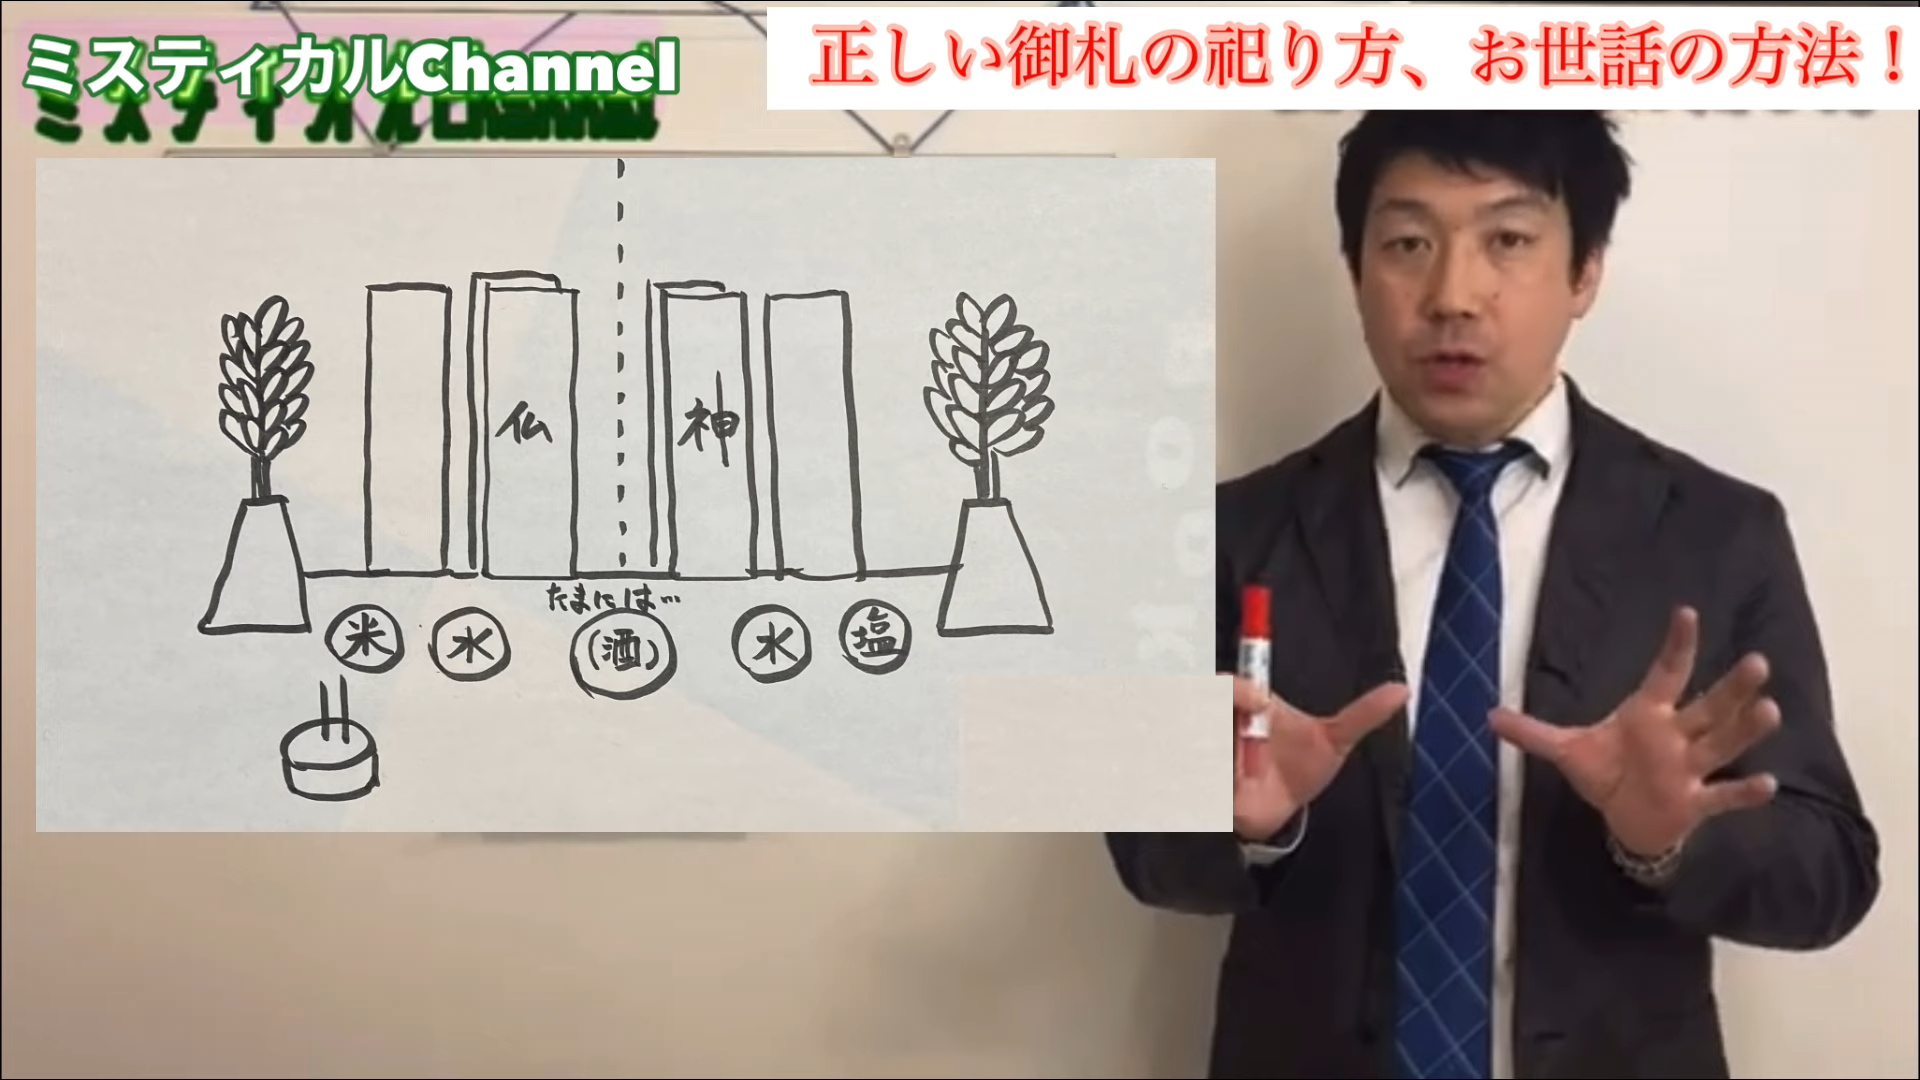 ミスティカルChannel
正しい御札の祀り方、お世話の方法！
仏
神
たまには…
米
水
(酒)
水
塩